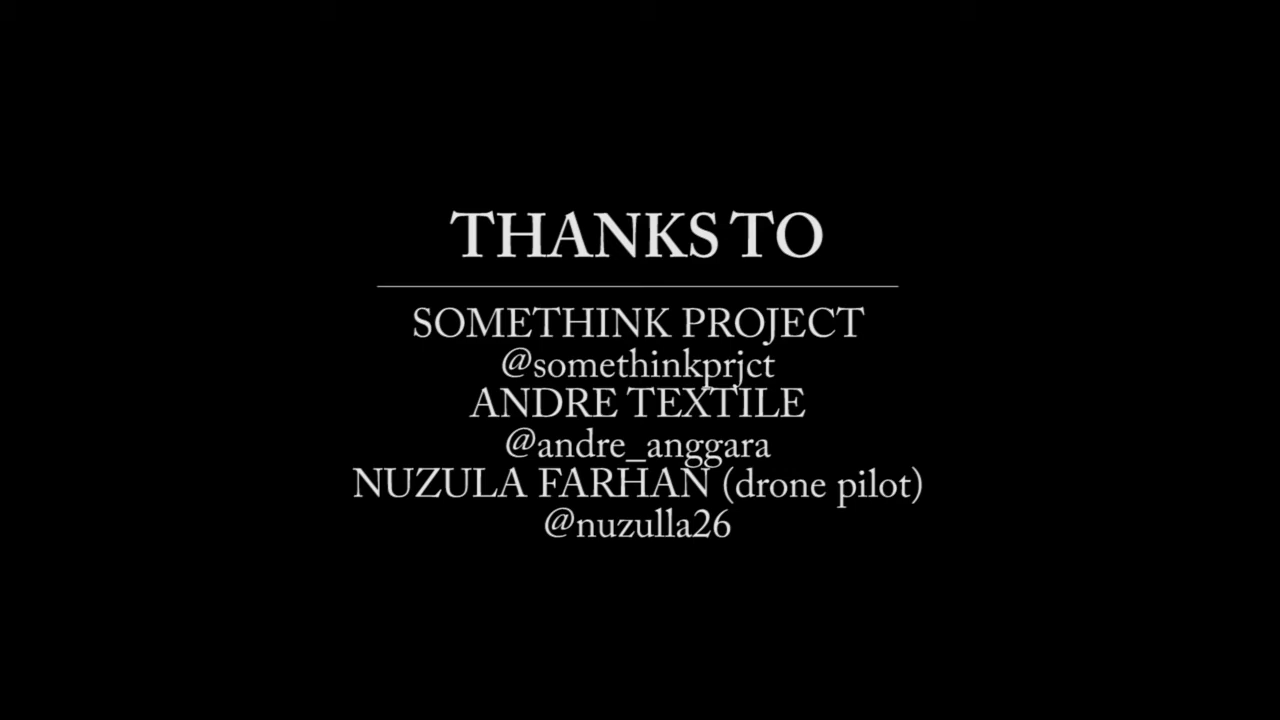 THANKS TO
SOMETHINK PROJECT
@somethinkprjct
ANDRE TEXTILE
@andre_anggara
NUZULA FARHAN (drone pilot)
@nuzulla26